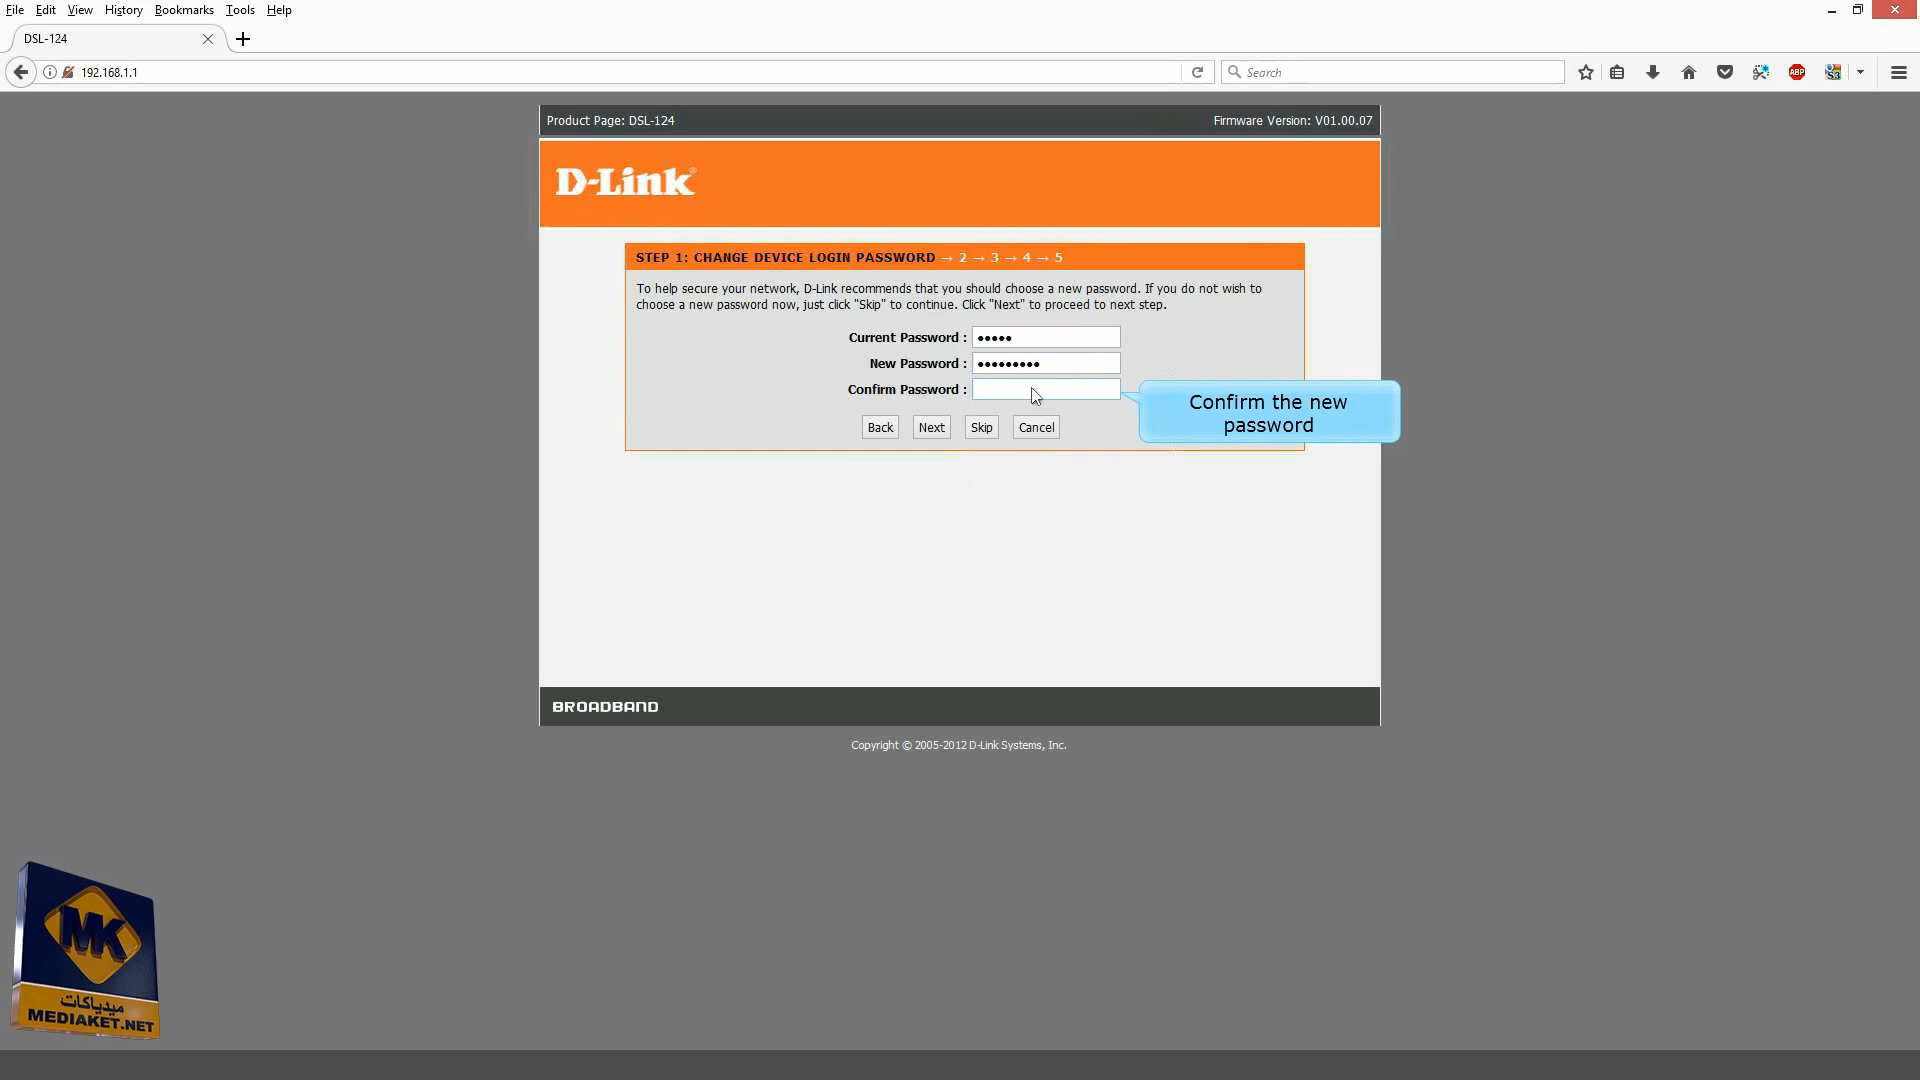 File Edit View History Bookmarks Tools Help
DSL-124
192.168.1.1
Search
ABP
Product Page: DSL-124
Firmware Version: V01.00.07
D-Link
STEP 1: CHANGE DEVICE LOGIN PASSWORD → 2 → 3 → 4 → 5
To help secure your network, D-Link recommends that you should choose a new password. If you do not wish to
choose a new password now, just click "Skip" to continue. Click "Next" to proceed to next step.
Current Password : •••••
New Password : •••••••••
Confirm Password :
Confirm the new
password
Back Next Skip Cancel
BROADBAND
Copyright © 2005-2012 D-Link Systems, Inc.
MK
ميدياكات
MEDIAKET.NET